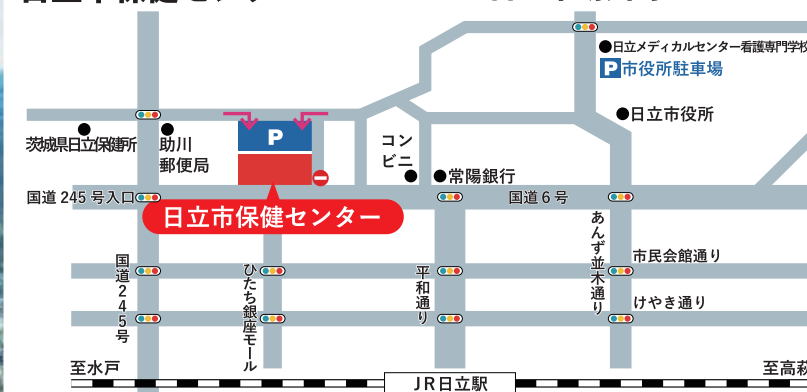 日立メディカルセンター看護専門学校
P市役所駐車場
日立市役所
茨城県日立保健所
助川
郵便局
P
コン
ビニ
常陽銀行
国道245号入口
国道6号
日立市保健センター
国道245号
ひたち銀座モール
平和通り
あんず並木通り
市民会館通り
けやき通り
至水戸
JR日立駅
至高萩